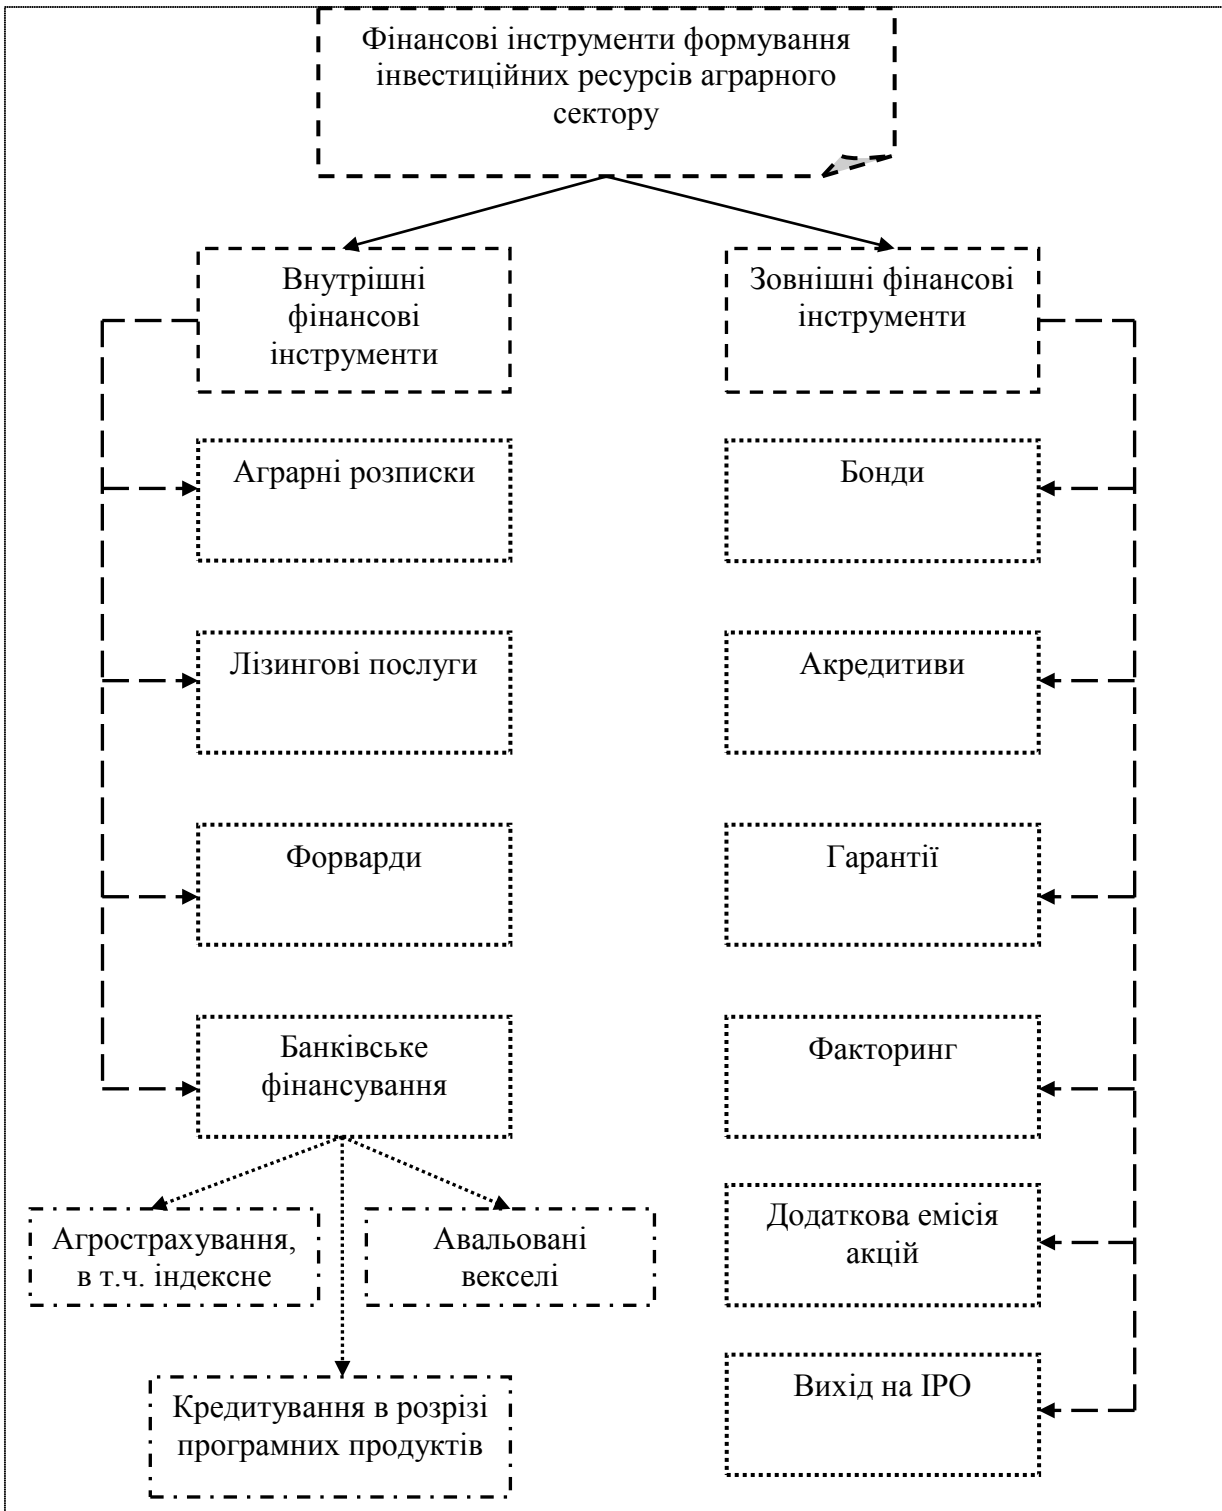 Фінансові інструменти формування
інвестиційних ресурсів аграрного
сектору
Внутрішні
фінансові
інструменти
Зовнішні фінансові
інструменти
Аграрні розписки
Бонди
Лізингові послуги
Акредитиви
Форварди
Гарантії
Банківське
фінансування
Факторинг
Агрострахування,
в т.ч. індексне
Авальовані
векселі
Додаткова емісія
акцій
Кредитування в розрізі
програмних продуктів
Вихід на ІРО